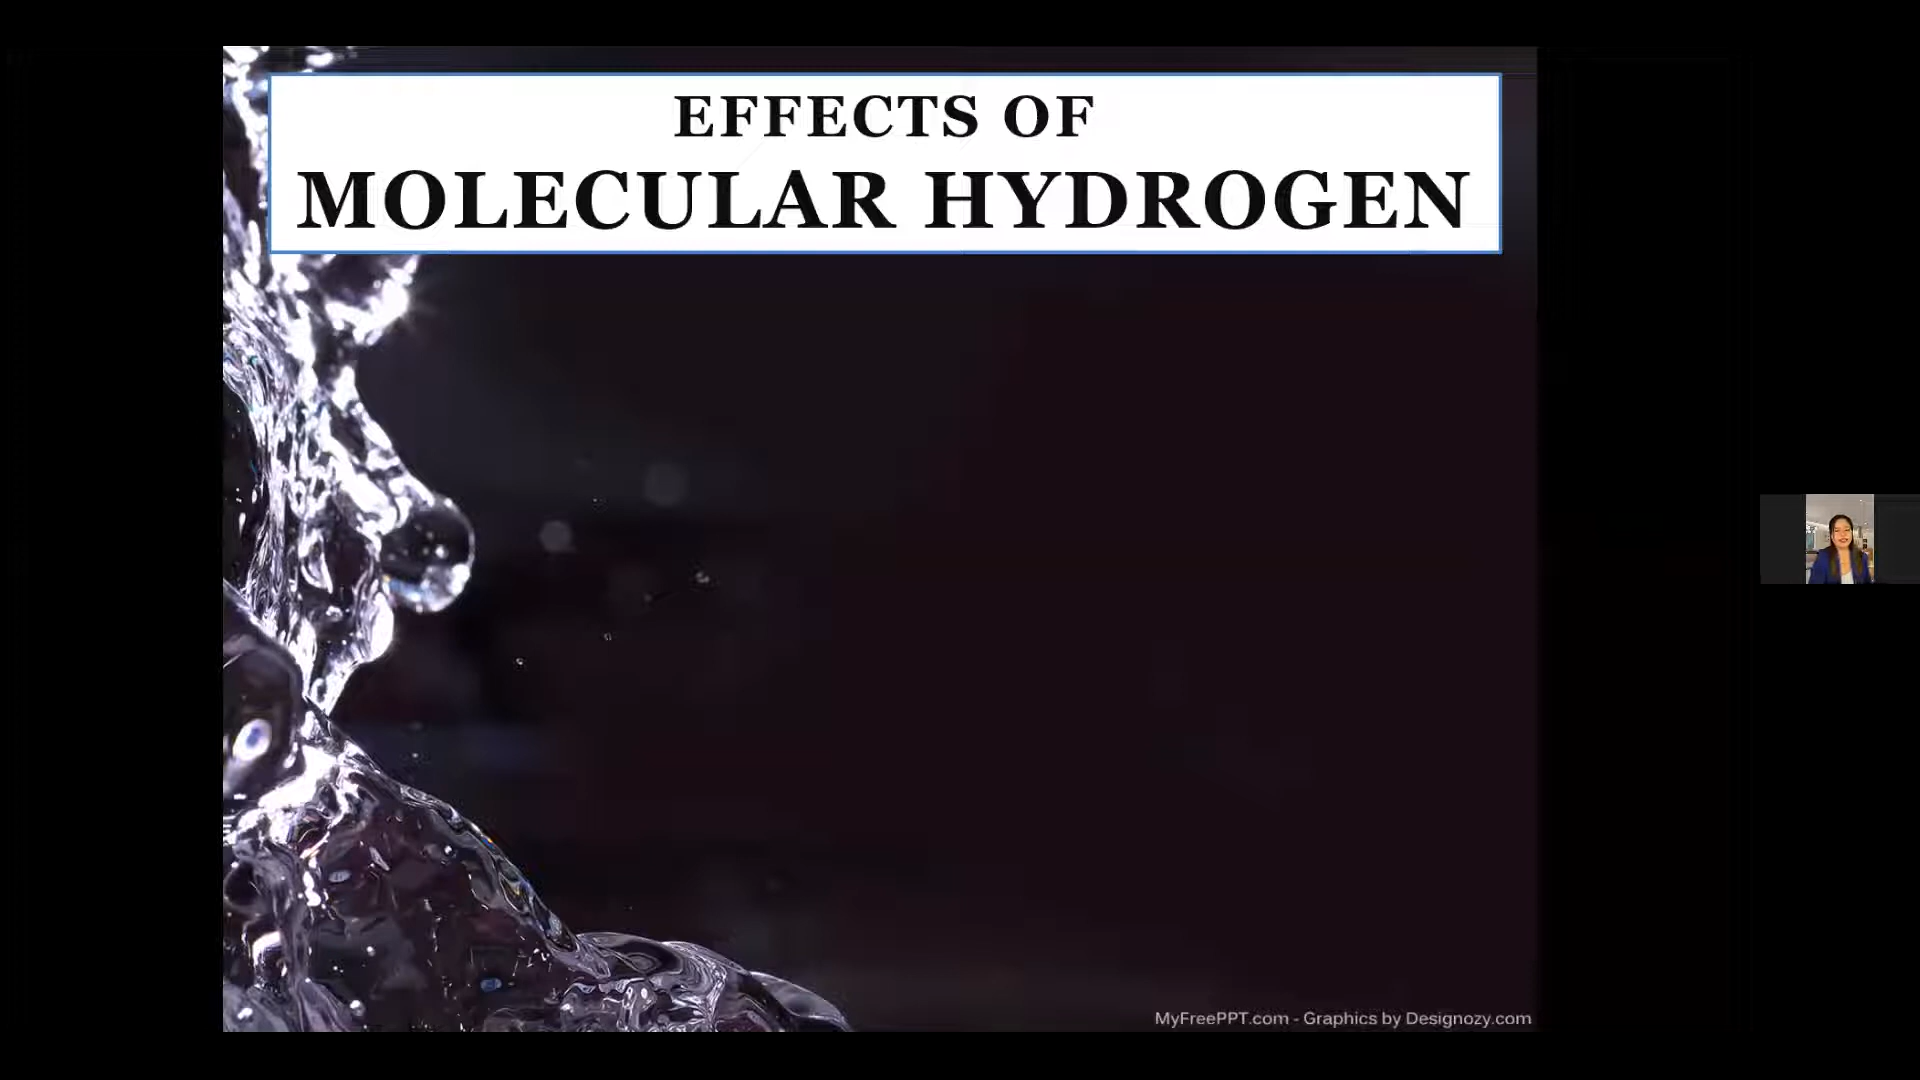 EFFECTS OF
MOLECULAR HYDROGEN
MyFreePPT.com - Graphics by Designozy.com